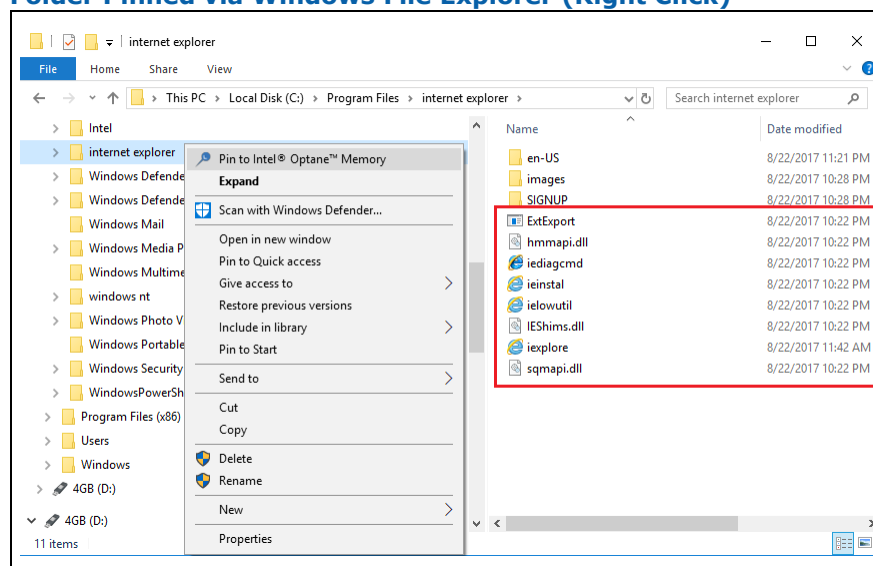 Folder Pinned via Windows File Explorer (Right Click)
internet explorer
File Home Share View
This PC > Local Disk (C:) > Program Files > internet explorer >
Search internet explorer
Intel
internet explorer
Windows Defende
Windows Defende
Windows Mail
Windows Media P
Windows Multime
windows nt
Windows Photo V
Windows Portable
Windows Security
WindowsPowerSh
Program Files (x86)
Users
Windows
4GB (D:)
4GB (D:)
11 items
Pin to Intel® Optane™ Memory
Expand
Scan with Windows Defender...
Open in new window
Pin to Quick access
Give access to
Restore previous versions
Include in library
Pin to Start
Send to
Cut
Copy
Delete
Rename
New
Properties
Name Date modified
en-US 8/22/2017 11:21 PM
images 8/22/2017 10:28 PM
SIGNUP 8/22/2017 10:28 PM
ExtExport 8/22/2017 10:22 PM
hmmapi.dll 8/22/2017 10:22 PM
iediagcmd 8/22/2017 10:22 PM
ieinstal 8/22/2017 10:22 PM
ielowutil 8/22/2017 10:22 PM
IEShims.dll 8/22/2017 10:22 PM
iexplore 8/22/2017 11:42 AM
sqmapi.dll 8/22/2017 10:22 PM